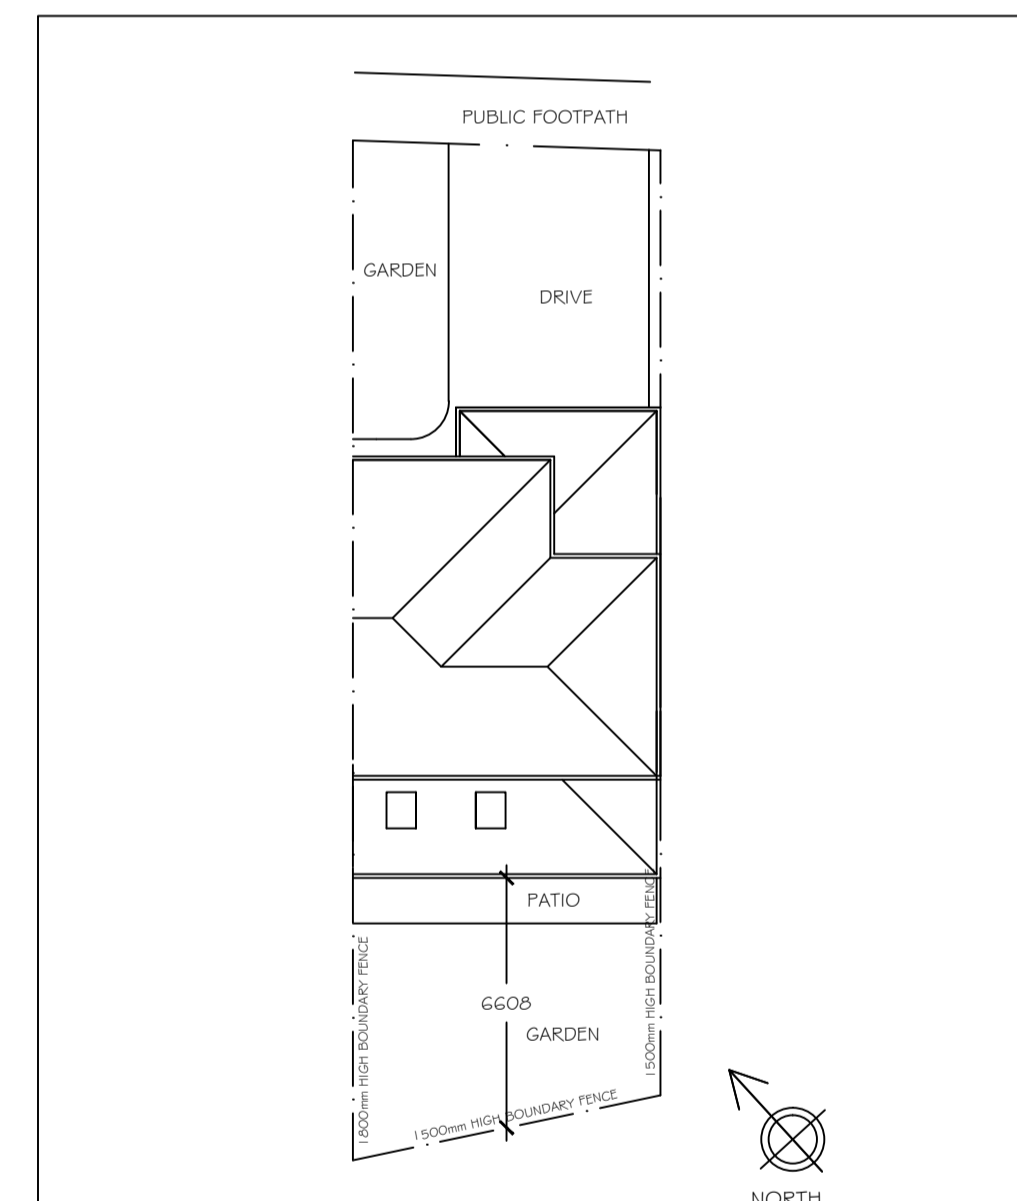 PUBLIC FOOTPATH
GARDEN
DRIVE
PATIO
1500mm HIGH BOUNDARY FENCE
1800mm HIGH BOUNDARY FENCE
6608
GARDEN
1500mm HIGH BOUNDARY FENCE
NORTH